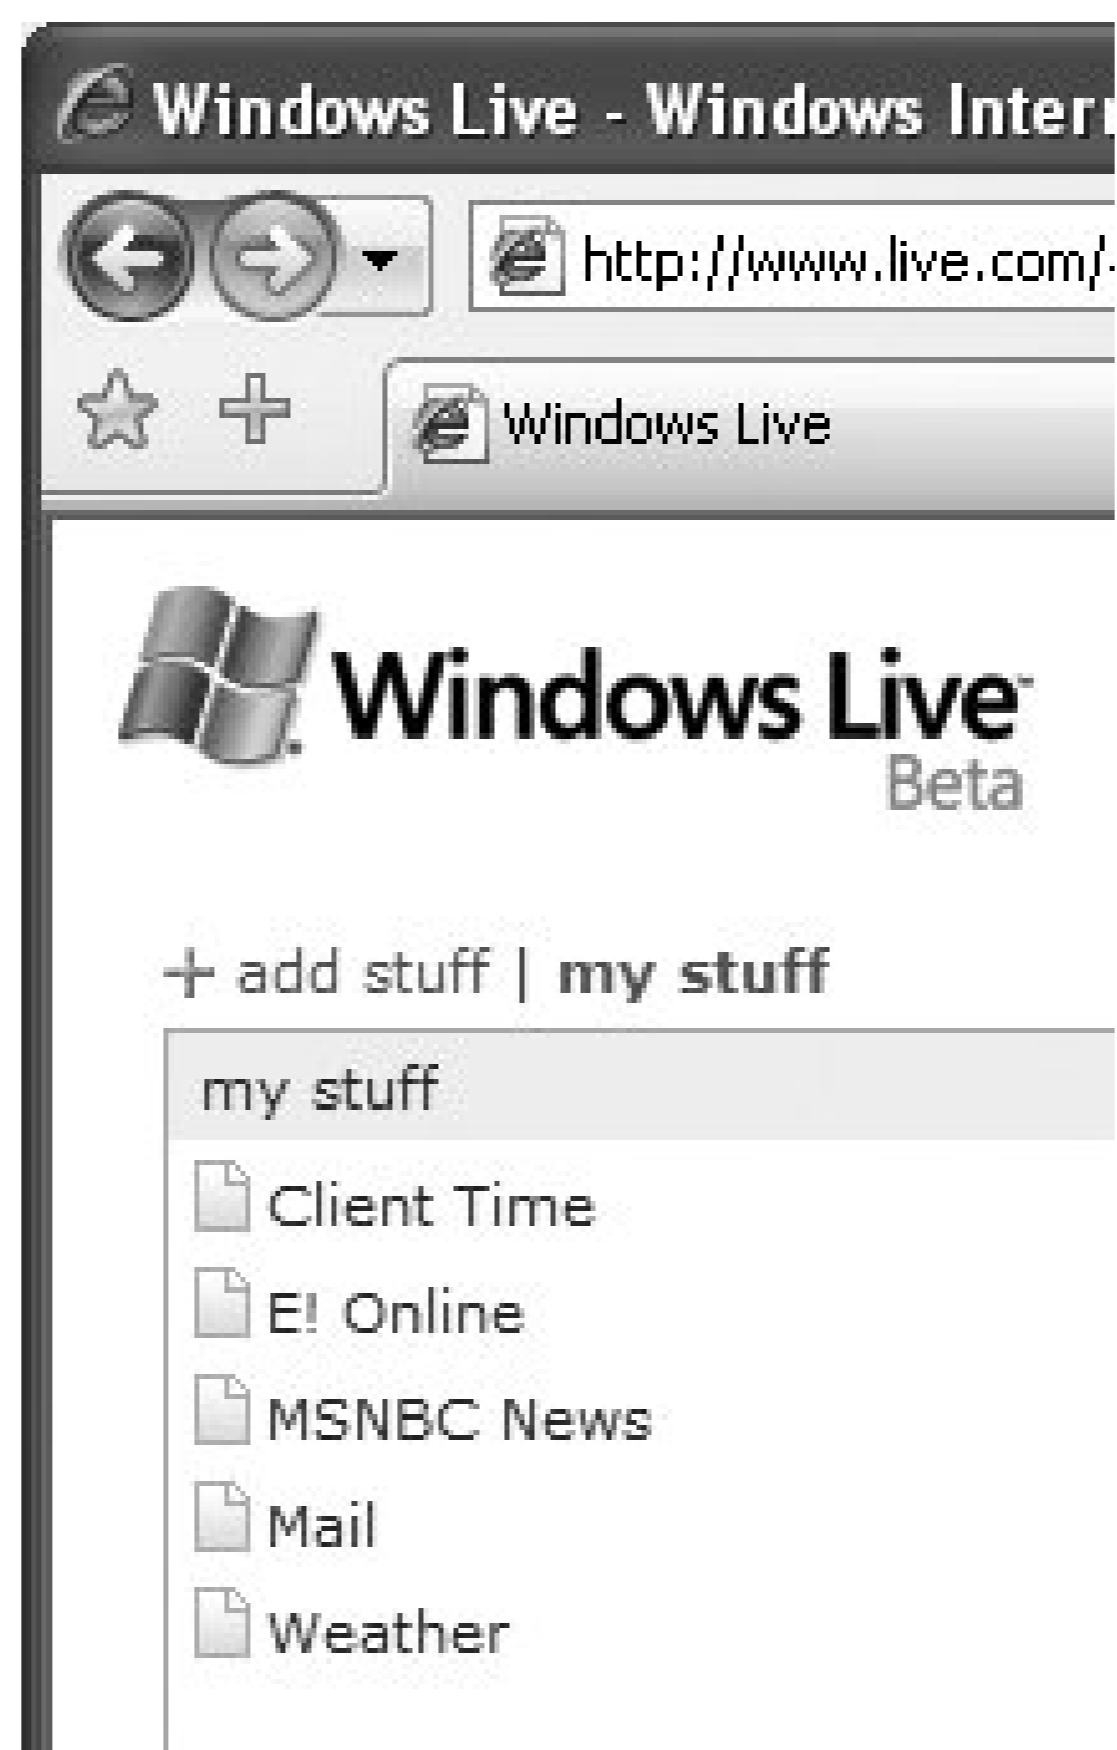 Windows Live - Windows Inter
http://www.live.com/
Windows Live
Windows Live™
Beta
+ add stuff | my stuff
my stuff
Client Time
E! Online
MSNBC News
Mail
Weather